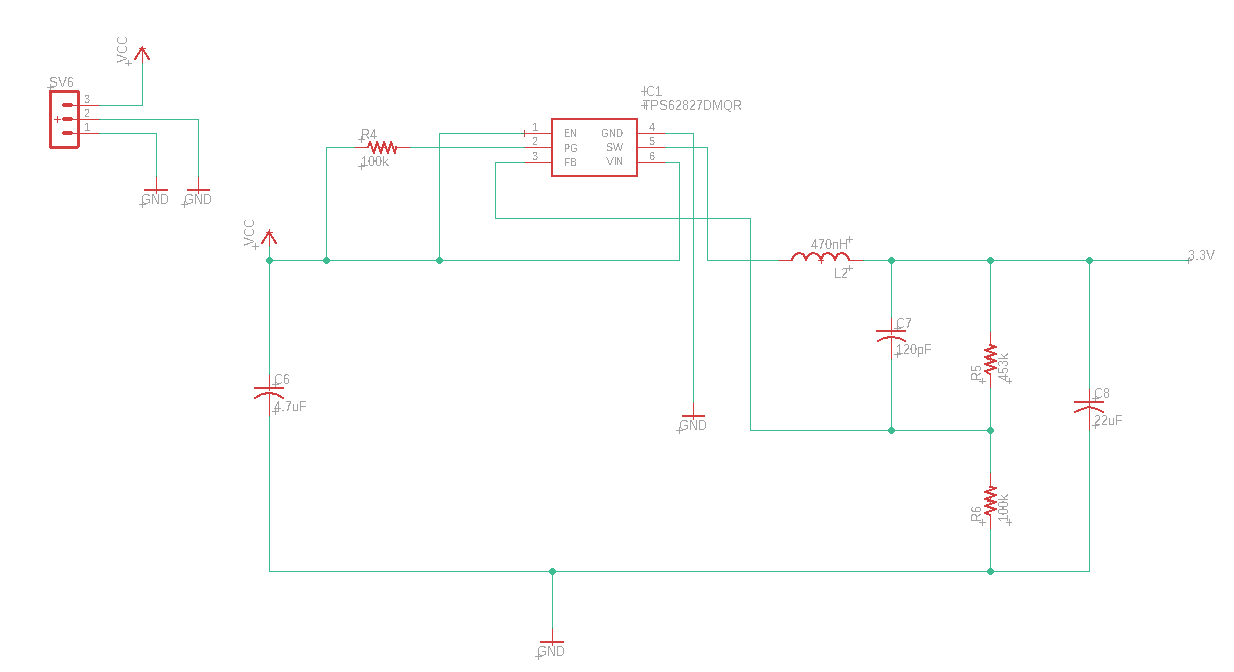 VCC
SV6
3
2
1
GND
GND
C1
TPS62827DMQR
1
EN
GND
4
2
PG
SW
5
3
FB
VIN
6
R4
100k
VCC
470nH
L2
3.3V
C7
120pF
R5
453k
C6
4.7uF
C8
22uF
GND
R6
100k
GND